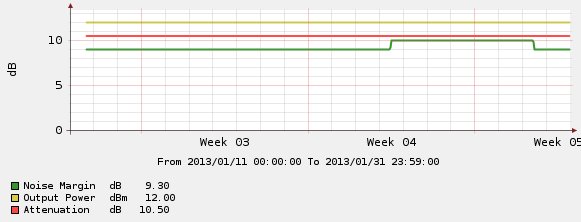 10
dB
5
0
Week 03 Week 04 Week 05
From 2013/01/11 00:00:00 To 2013/01/31 23:59:00
Noise Margin dB 9.30
Output Power dBm 12.00
Attenuation dB 10.50